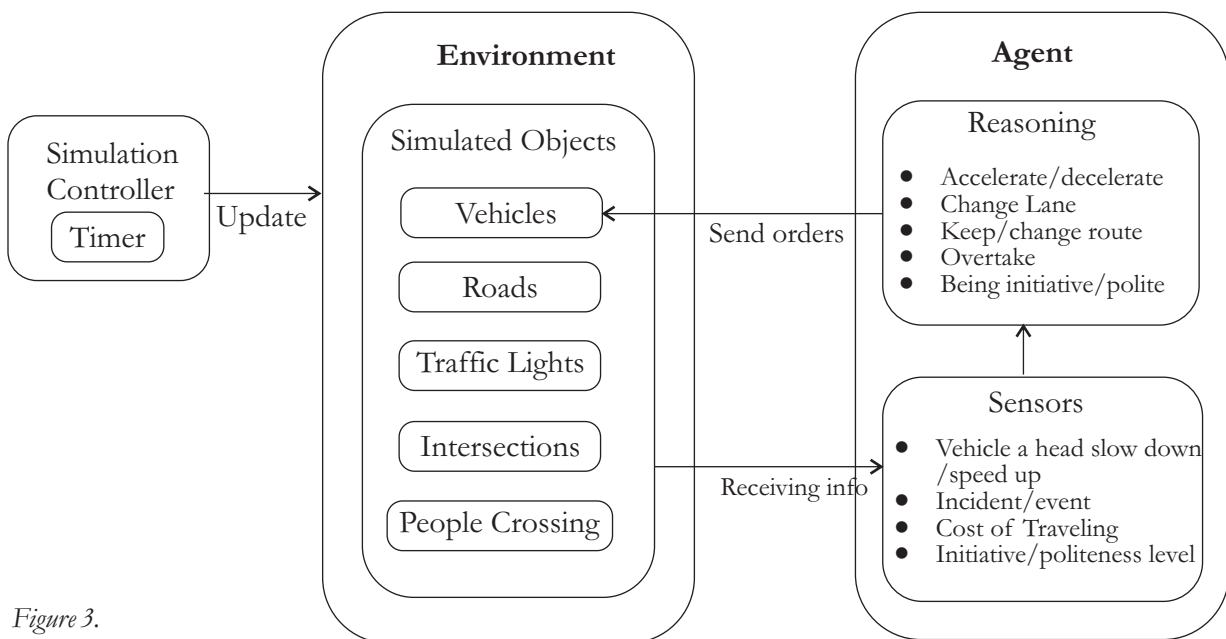 Simulation
Controller
Timer
Update
Environment
Simulated Objects
Vehicles
Roads
Traffic Lights
Intersections
People Crossing
Send orders
Receiving info
Agent
Reasoning
● Accelerate/decelerate
● Change Lane
● Keep/change route
● Overtake
● Being initiative/polite
Sensors
● Vehicle a head slow down
/speed up
● Incident/event
● Cost of Traveling
● Initiative/politeness level
Figure 3.